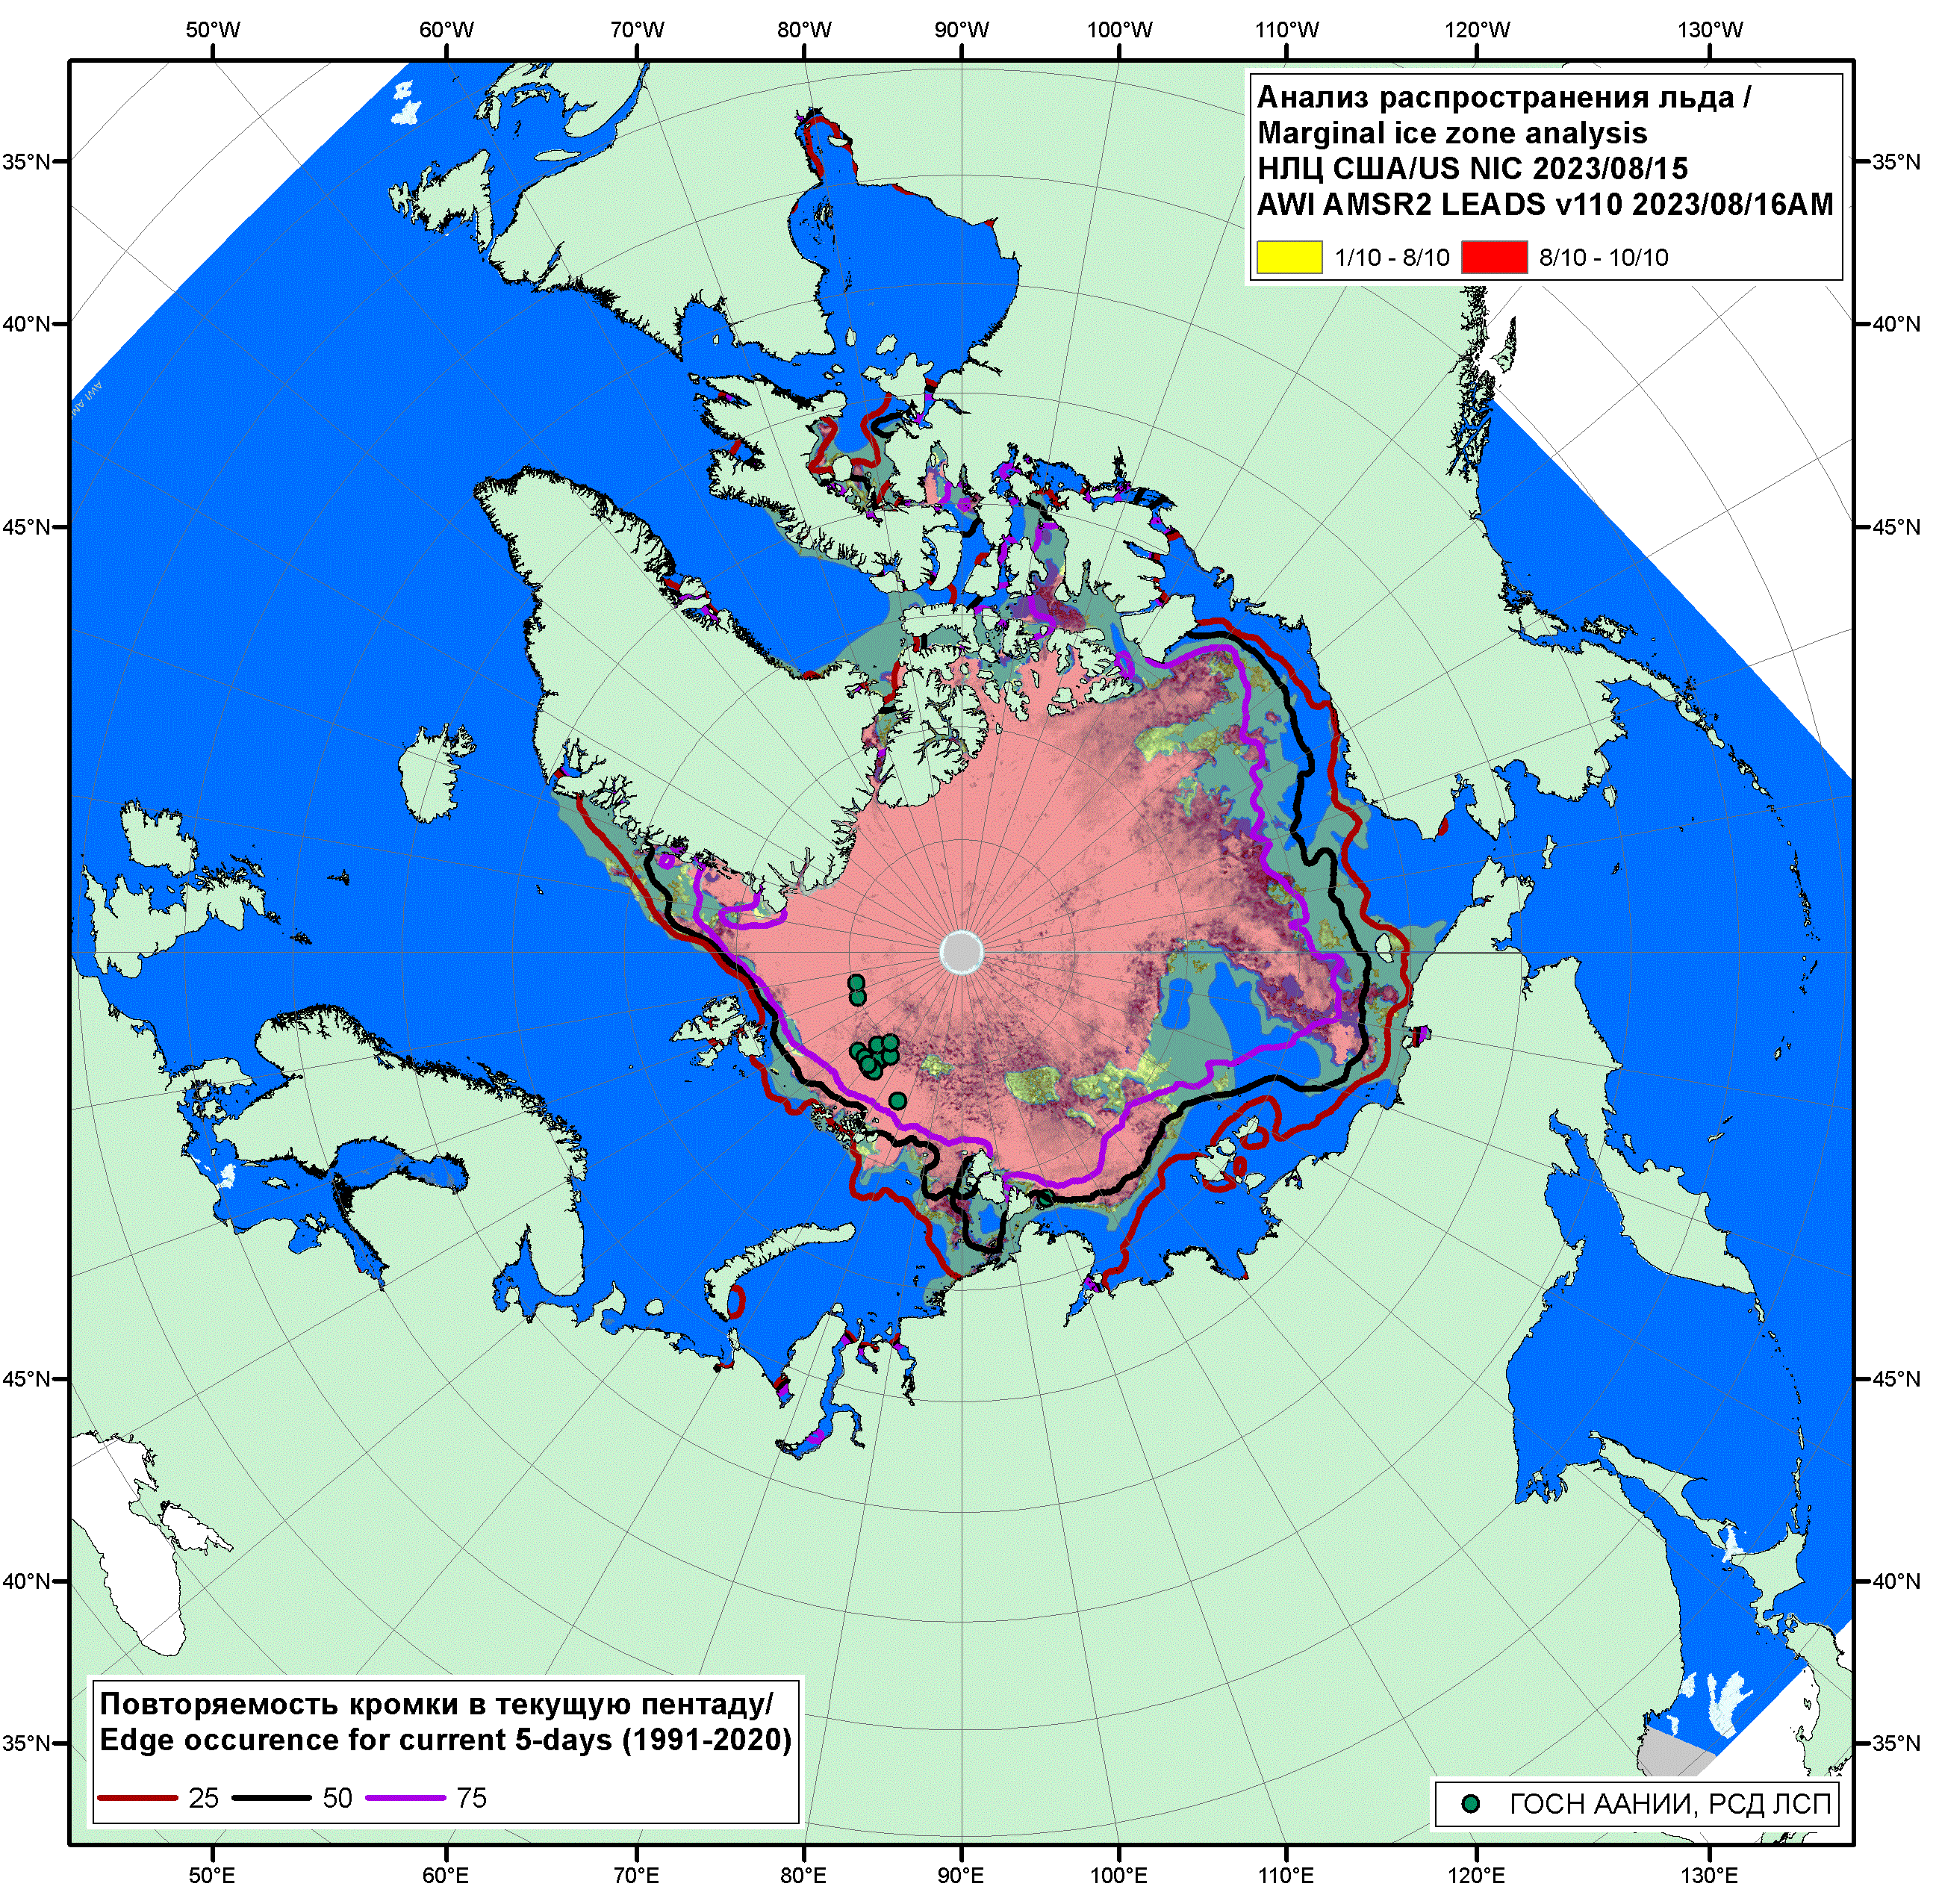 50°W 60°W 70°W 80°W 90°W 100°W 110°W 120°W 130°W
Анализ распространения льда /
Marginal ice zone analysis
НЛЦ США/US NIC 2023/08/15
AWI AMSR2 LEADS v110 2023/08/16AM
1/10 - 8/10 8/10 - 10/10
35°N 35°N
40°N 40°N
45°N 45°N
45°N 45°N
40°N 40°N
35°N 35°N
Повторяемость кромки в текущую пентаду/
Edge occurence for current 5-days (1991-2020)
25 50 75
ГОСН ААНИИ, РСД ЛСП
50°E 60°E 70°E 80°E 90°E 100°E 110°E 120°E 130°E